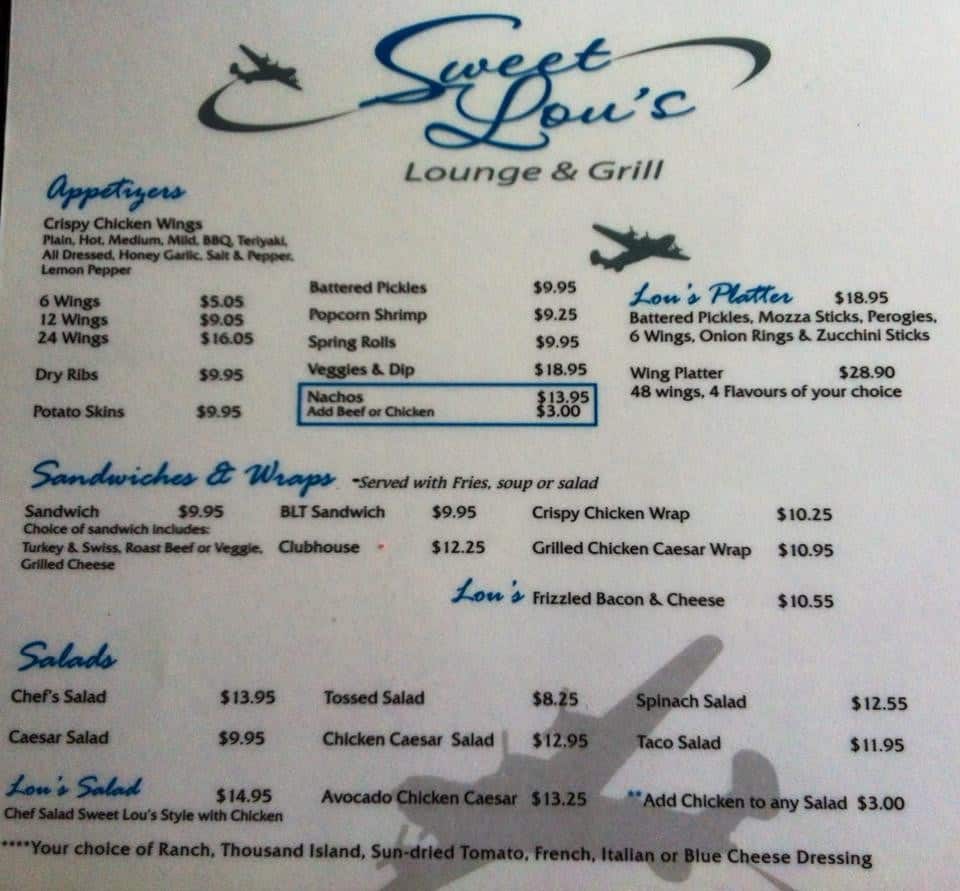 Sweet
Lou's
Lounge & Grill
Appetizers
Crispy Chicken Wings
Plain, Hot, Medium, Mild, BBQ, Teriyaki,
All Dressed, Honey Garlic, Salt & Pepper,
Lemon Pepper
6 Wings $5.05
12 Wings $9.05
24 Wings $16.05
Dry Ribs $9.95
Potato Skins $9.95
Battered Pickles $9.95
Popcorn Shrimp $9.25
Spring Rolls $9.95
Veggies & Dip $18.95
Nachos $13.95
Add Beef or Chicken $3.00
Lou's Platter $18.95
Battered Pickles, Mozza Sticks, Perogies,
6 Wings, Onion Rings & Zucchini Sticks
Wing Platter $28.90
48 wings, 4 Flavours of your choice
Sandwiches & Wraps -Served with Fries, soup or salad
Sandwich $9.95
Choice of sandwich includes:
Turkey & Swiss, Roast Beef or Veggie,
Grilled Cheese
BLT Sandwich $9.95
Clubhouse $12.25
Crispy Chicken Wrap $10.25
Grilled Chicken Caesar Wrap $10.95
Lou's Frizzled Bacon & Cheese $10.55
Salads
Chef's Salad $13.95 Tossed Salad $8.25 Spinach Salad $12.55
Caesar Salad $9.95 Chicken Caesar Salad $12.95 Taco Salad $11.95
Lou's Salad $14.95 Avocado Chicken Caesar $13.25 **Add Chicken to any Salad $3.00
Chef Salad Sweet Lou's Style with Chicken
****Your choice of Ranch, Thousand Island, Sun-dried Tomato, French, Italian or Blue Cheese Dressing